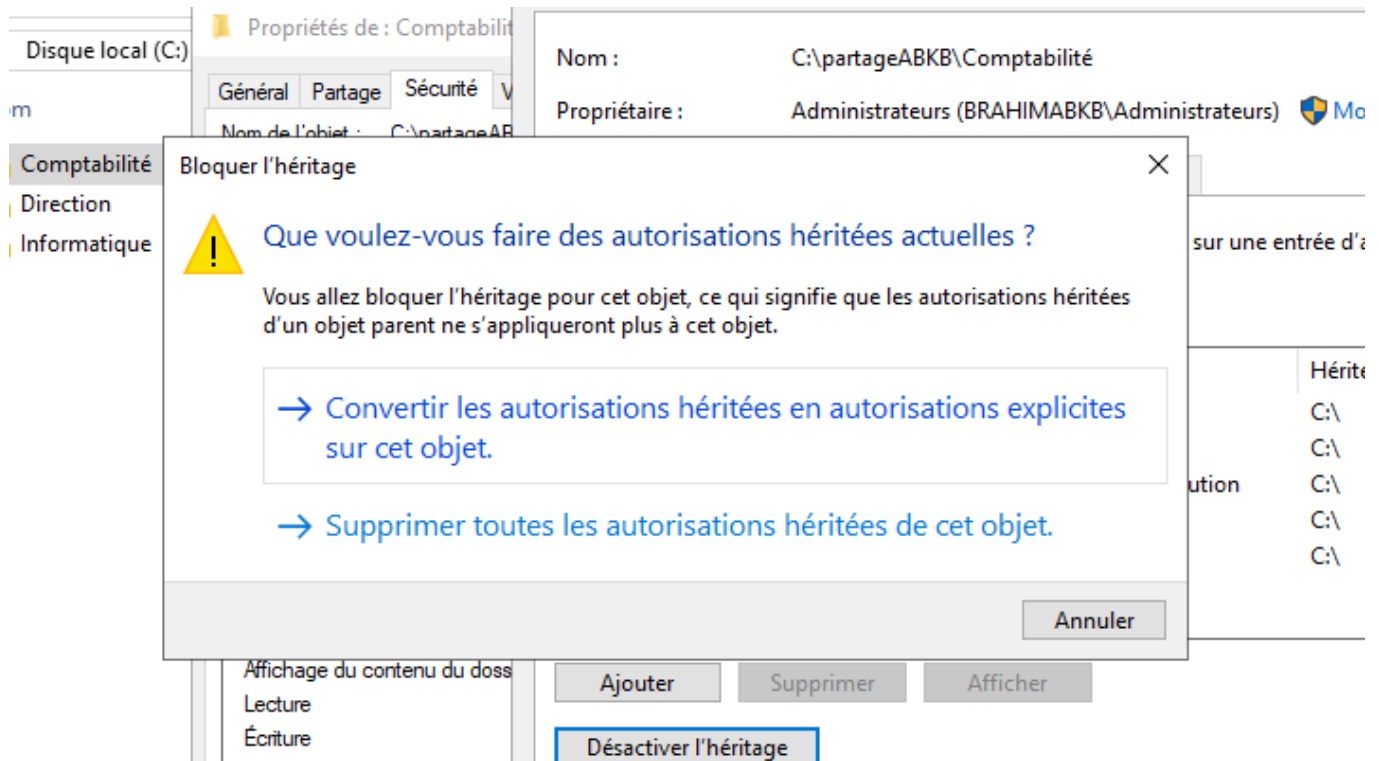 Propriétés de : Comptabilit
Disque local (C:)
Nom :
C:\partageABKB\Comptabilité
Général
Partage
Sécurité
Propriétaire :
Administrateurs (BRAHIMABKB\Administrateurs)
Mo
Nom de l'objet :
C:\partageAB
Comptabilité
Direction
Informatique
Bloquer l'héritage
Que voulez-vous faire des autorisations héritées actuelles ?
Vous allez bloquer l'héritage pour cet objet, ce qui signifie que les autorisations héritées
d'un objet parent ne s'appliqueront plus à cet objet.
Convertir les autorisations héritées en autorisations explicites
sur cet objet.
Supprimer toutes les autorisations héritées de cet objet.
Annuler
sur une entrée d'a
Hérité
C:\
C:\
ution
C:\
C:\
C:\
Affichage du contenu du doss
Lecture
Écriture
Ajouter
Supprimer
Afficher
Désactiver l'héritage